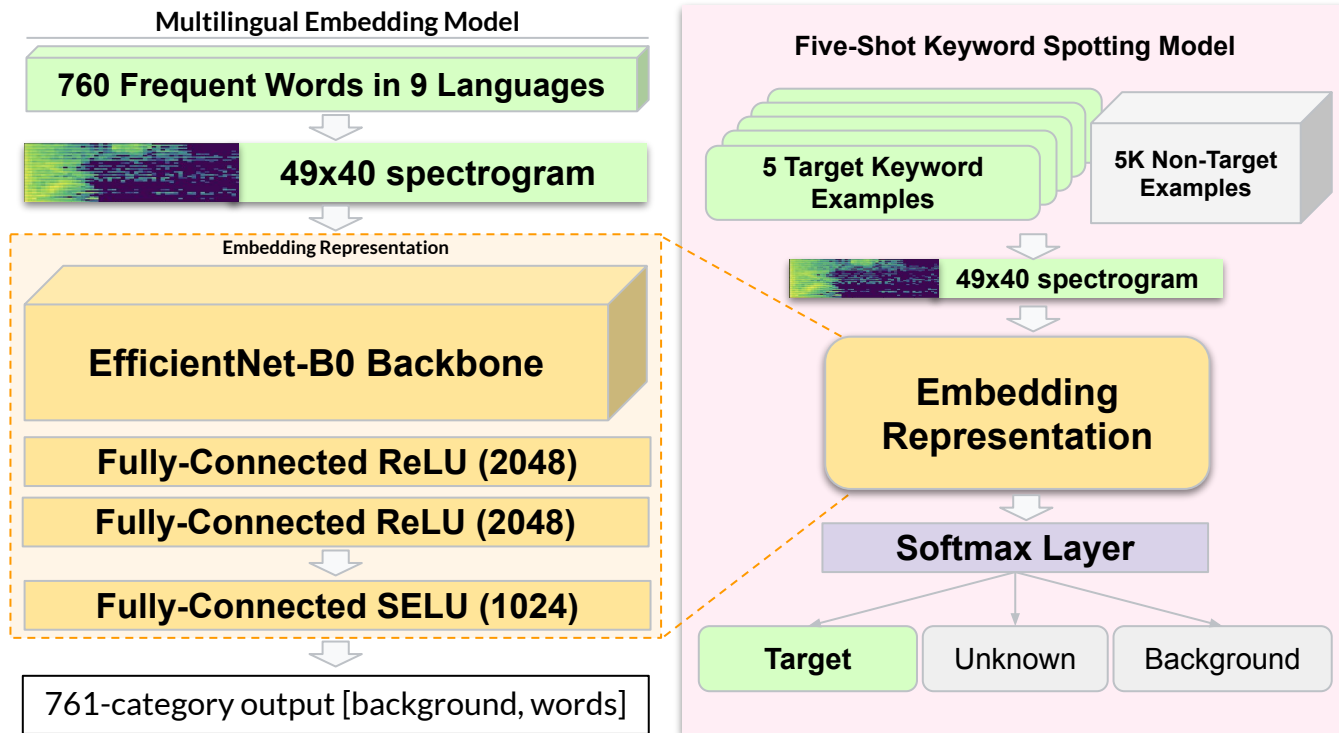 Multilingual Embedding Model
760 Frequent Words in 9 Languages
49x40 spectrogram
Embedding Representation
EfficientNet-B0 Backbone
Fully-Connected ReLU (2048)
Fully-Connected ReLU (2048)
Fully-Connected SELU (1024)
761-category output [background, words]
Five-Shot Keyword Spotting Model
5 Target Keyword
Examples
5K Non-Target
Examples
49x40 spectrogram
Embedding
Representation
Softmax Layer
Target
Unknown
Background